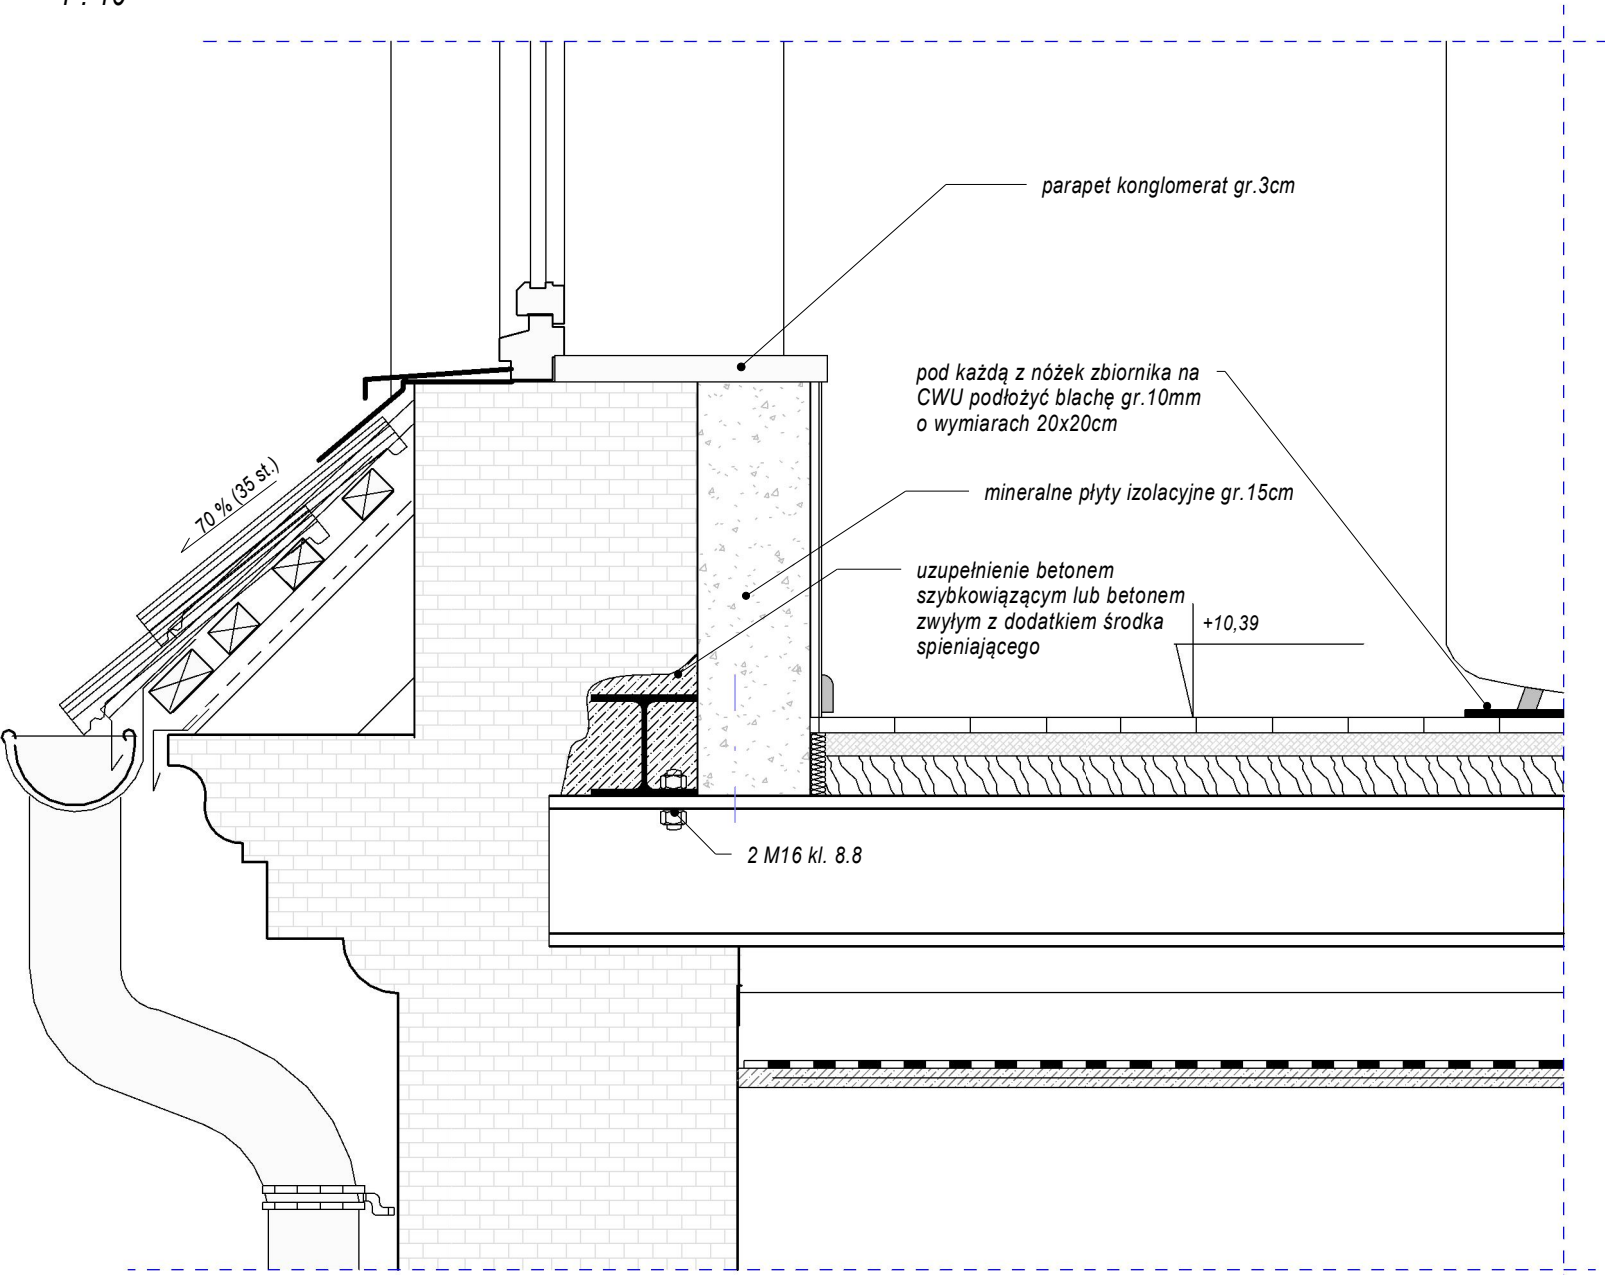 parapet konglomerat gr.3cm
pod każdą z nóżek zbiornika na
CWU podłożyć blachę gr.10mm
o wymiarach 20x20cm
70 % (35 st.)
mineralne płyty izolacyjne gr.15cm
uzupełnienie betonem
szybkowiązącym lub betonem
zwyłym z dodatkiem środka
spieniającego
+10,39
2 M16 kl. 8.8